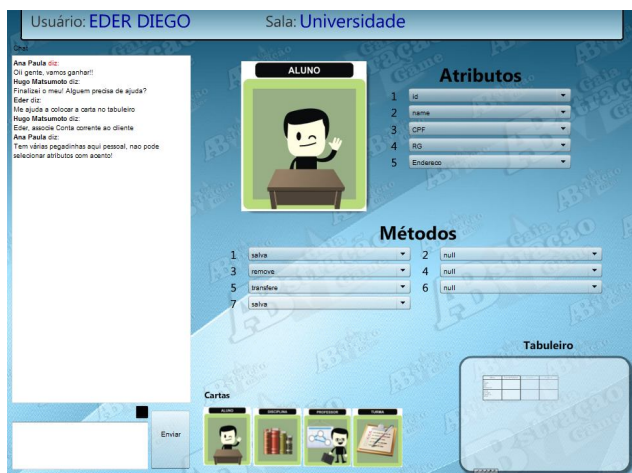 Usuário: EDER DIEGO
Sala: Universidade
Chat
Ana Paula diz:
Oii gente, vamos ganhar!!
Hugo Matsumoto diz:
Finalizei o meu! Alguem precisa de ajuda?
Eder diz:
Me ajuda a colocar a carta no tabuleiro
Hugo Matsumoto diz:
Eder, associe Conta corrente ao cliente
Ana Paula diz:
Tem várias pegadinhas aqui pessoal, nao pode
selecionar atributos com acento!
Enviar
ALUNO
Atributos
1 id
2 name
3 CPF
4 RG
5 Endereco
Métodos
1 salva 2 null
3 remove 4 null
5 transfere 6 null
7 salva
Cartas
ALUNO DISCIPLINA PROFESSOR TURMA
Tabuleiro